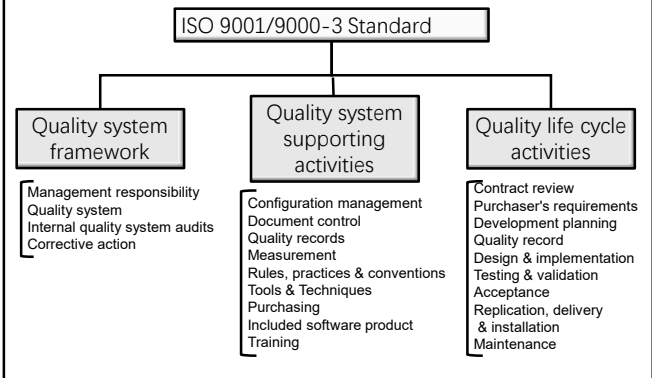 ISO 9001/9000-3 Standard
Quality system
framework
Management responsibility
Quality system
Internal quality system audits
Corrective action
Quality system
supporting
activities
Configuration management
Document control
Quality records
Measurement
Rules, practices & conventions
Tools & Techniques
Purchasing
Included software product
Training
Quality life cycle
activities
Contract review
Purchaser's requirements
Development planning
Quality record
Design & implementation
Testing & validation
Acceptance
Replication, delivery
& installation
Maintenance